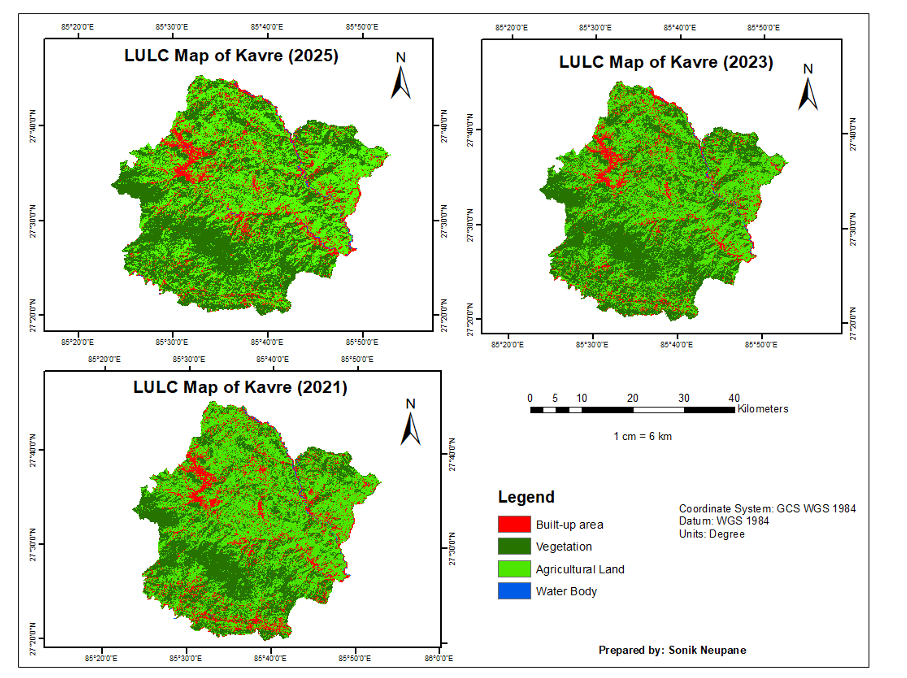 85°20'0"E 85°30'0"E 85°40'0"E 85°50'0"E
LULC Map of Kavre (2025)
N
27°40'0"N 27°40'0"N
27°30'0"N 27°30'0"N
27°20'0"N 27°20'0"N
85°20'0"E 85°30'0"E 85°40'0"E 85°50'0"E
85°20'0"E 85°30'0"E 85°40'0"E 85°50'0"E
LULC Map of Kavre (2023)
N
27°40'0"N 27°40'0"N
27°30'0"N 27°30'0"N
27°20'0"N 27°20'0"N
85°20'0"E 85°30'0"E 85°40'0"E 85°50'0"E
85°20'0"E 85°30'0"E 85°40'0"E 85°50'0"E
LULC Map of Kavre (2021)
N
27°40'0"N 27°40'0"N
27°30'0"N 27°30'0"N
27°20'0"N
85°20'0"E 85°30'0"E 85°40'0"E 85°50'0"E 86°0'0"E
0 5 10 20 30 40
Kilometers
1 cm = 6 km
Legend
Built-up area
Vegetation
Agricultural Land
Water Body
Coordinate System: GCS WGS 1984
Datum: WGS 1984
Units: Degree
Prepared by: Sonik Neupane